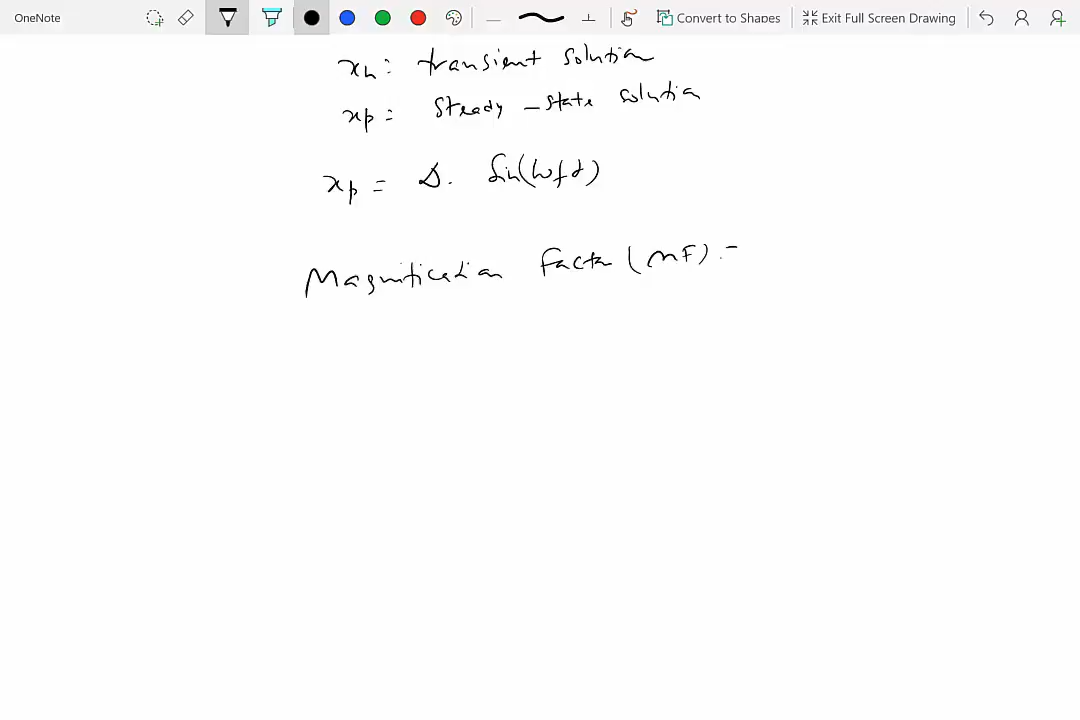 OneNote Convert to Shapes Exit Full Screen Drawing
xh: transient solution
xp: Steady-state solution
xp = Δ. Sin(ωft)
Magnification Factor (MF) :-